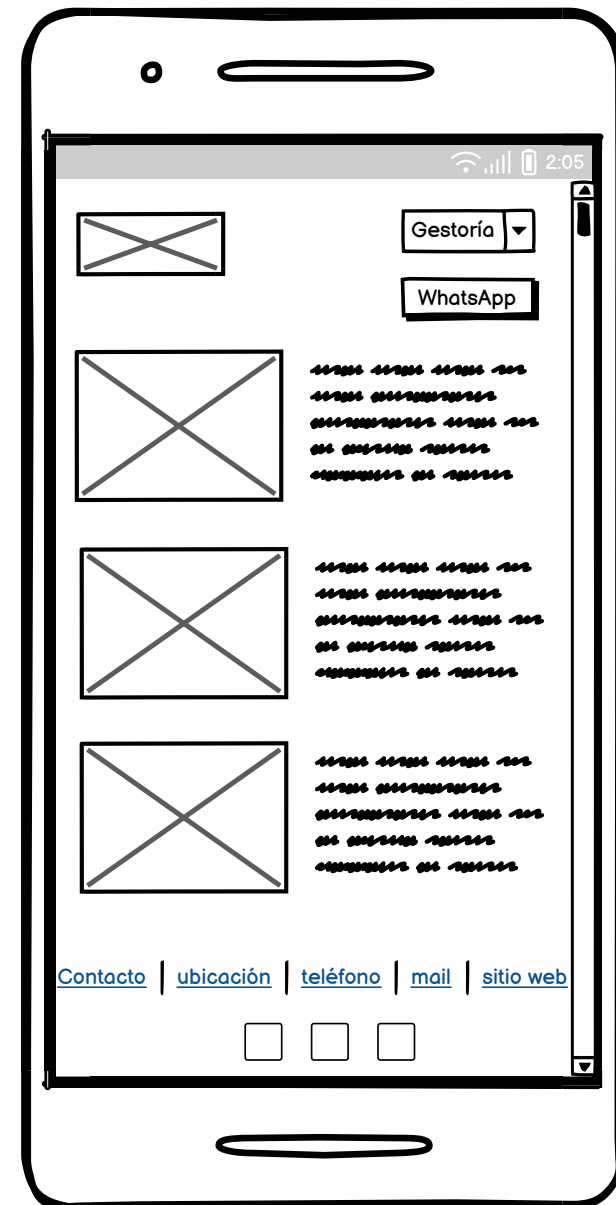 2:05
Gestoría
WhatsApp
Contacto | ubicación | teléfono | mail | sitio web